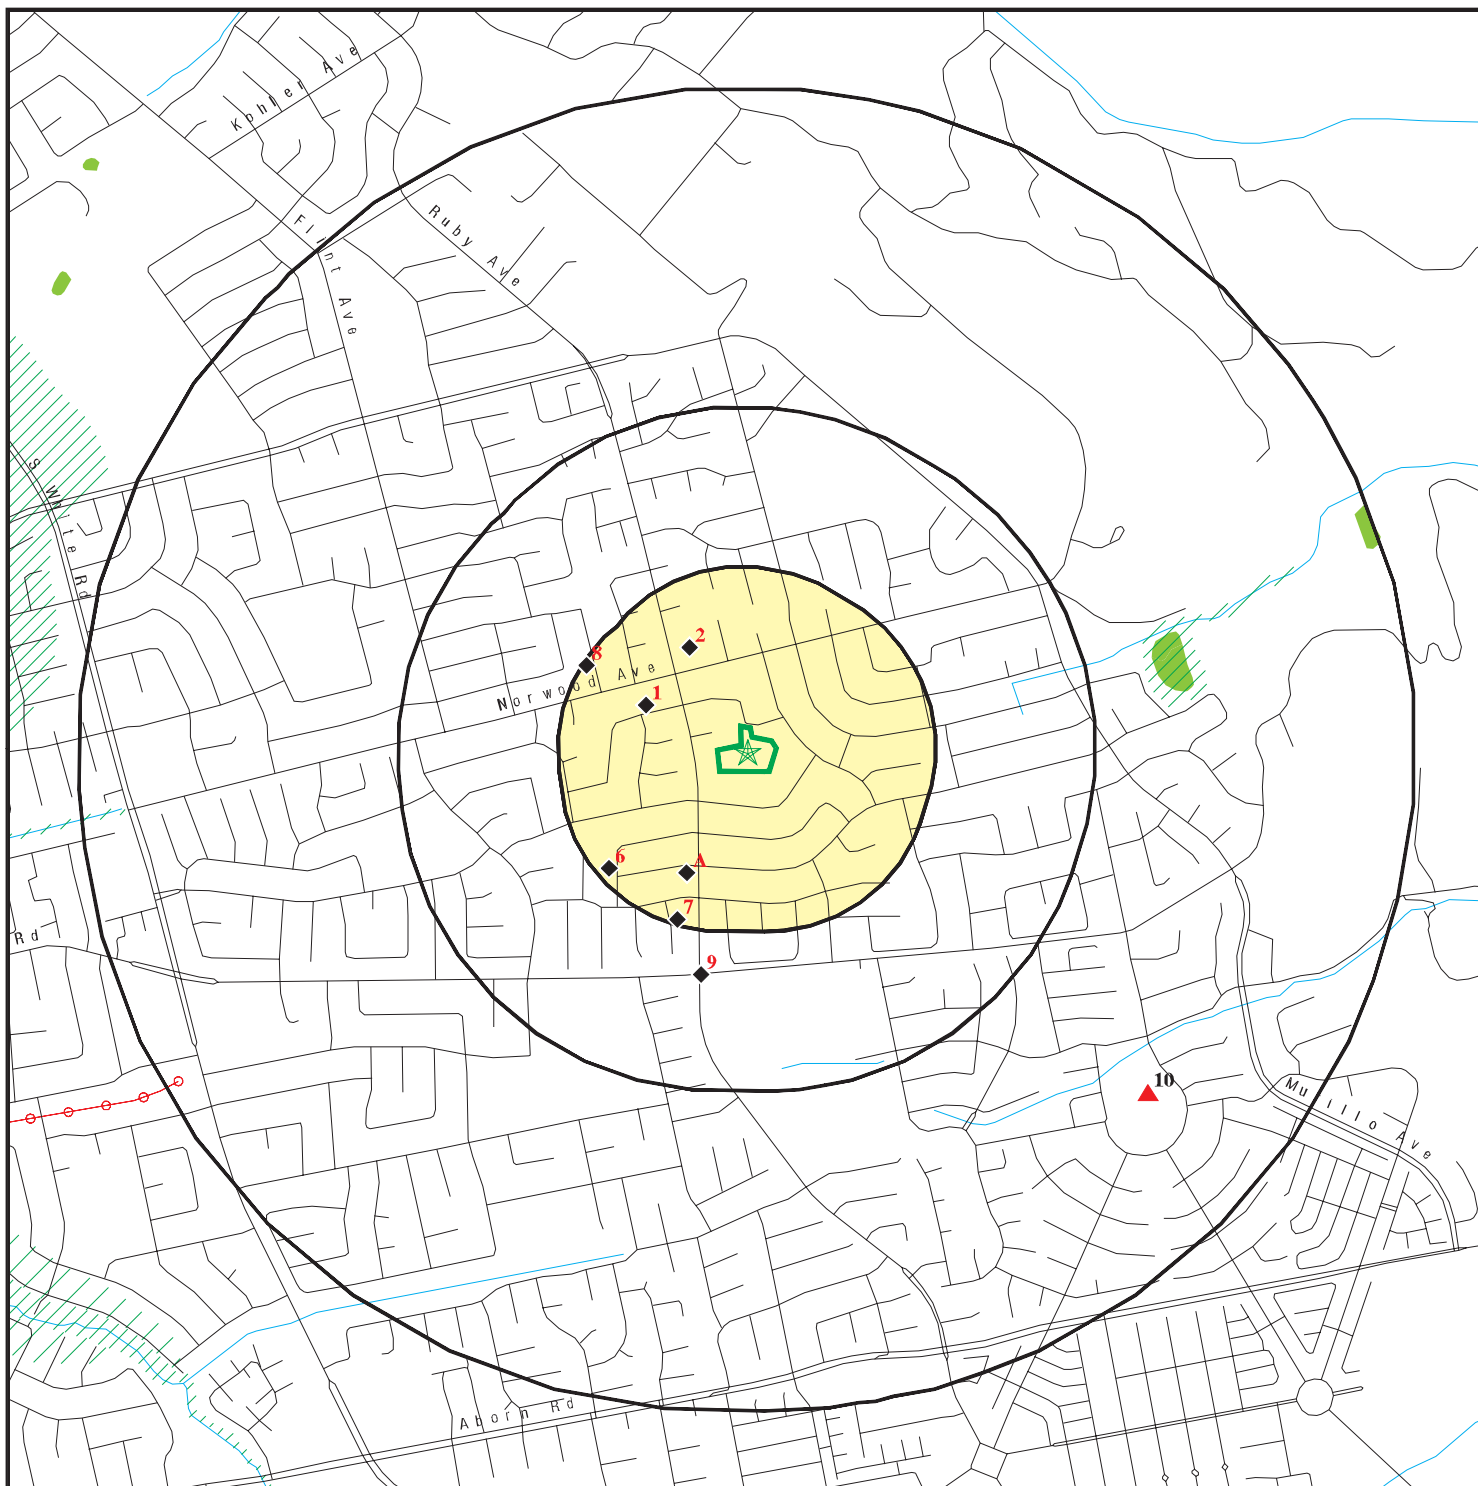 Kohler Ave
Flint Ave
Ruby Ave
S White Rd
2
8
Norwood Ave
1
6
A
7
Rd
9
10
Murillo Ave
Aborn Rd